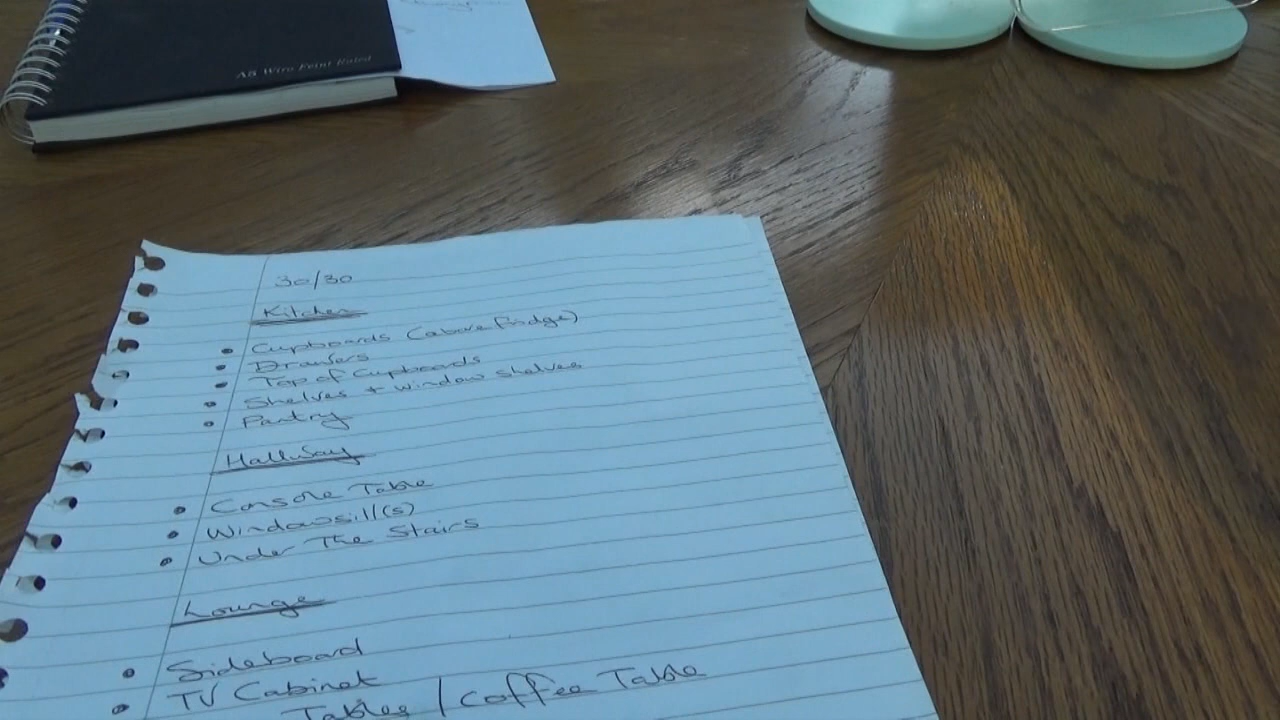 A5 Wiro Feint Ruled
30/30
Kitchen
Cupboards (above fridge)
Drawers
Top of Cupboards
Shelves + Window Shelves
Pantry
Hallway
Console Table
Windowsill(s)
Under The Stairs
Lounge
Sideboard
TV Cabinet
Tables / Coffee Table